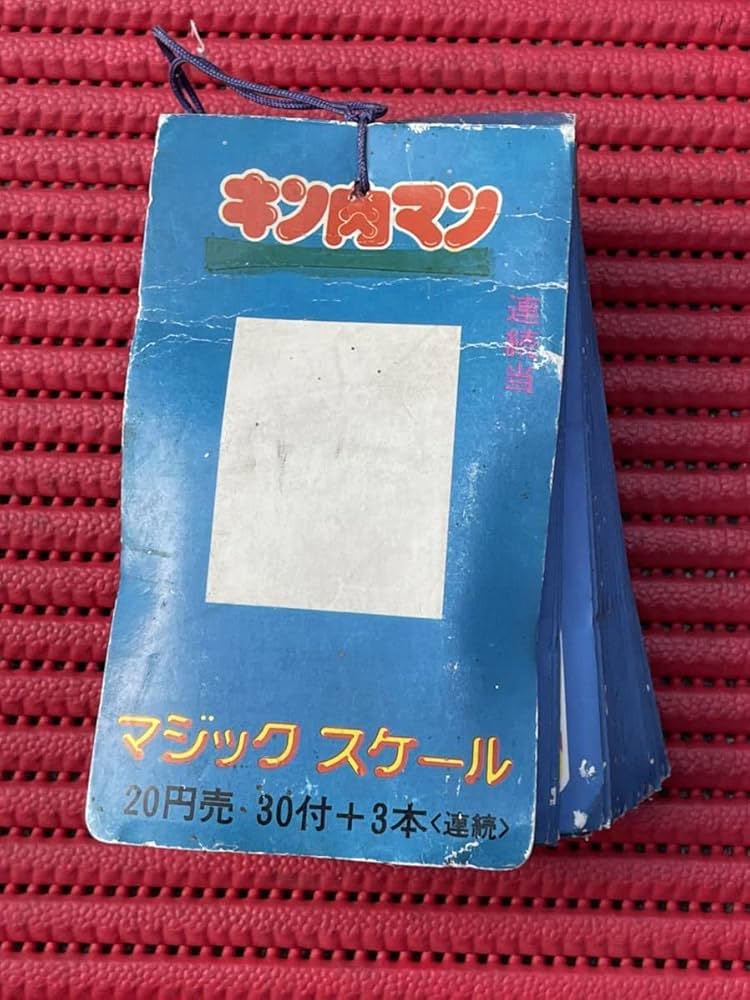 キン肉マン
連続当
マジック スケール
20円売・30付+3本<連続>